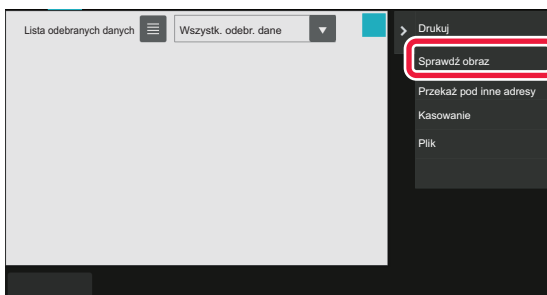 Lista odebranych danych
Wszystk. odebr. dane
Drukuj
Sprawdź obraz
Przekaż pod inne adresy
Kasowanie
Plik